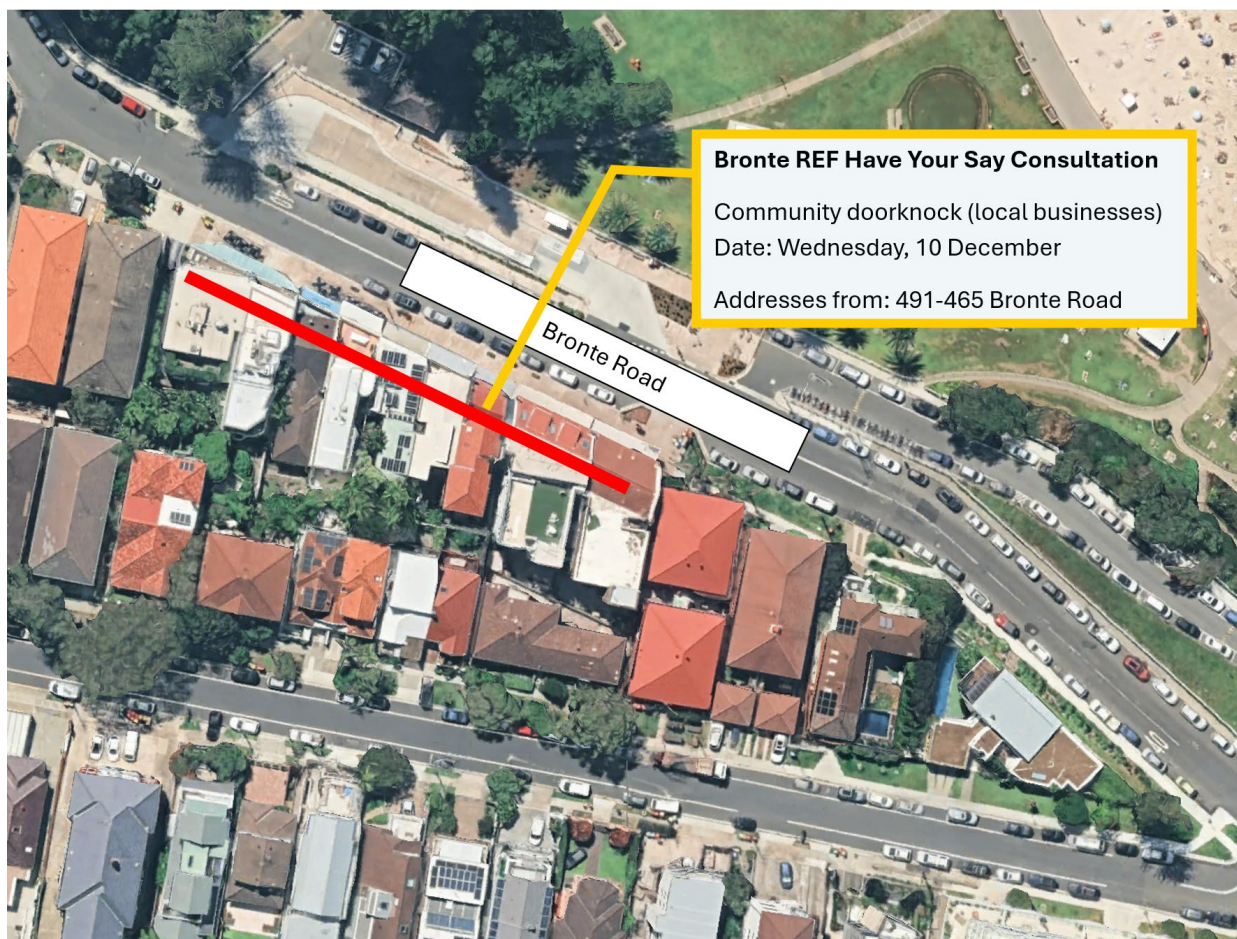 Bronte REF Have Your Say Consultation
Community doorknock (local businesses)
Date: Wednesday, 10 December
Addresses from: 491-465 Bronte Road
Bronte Road